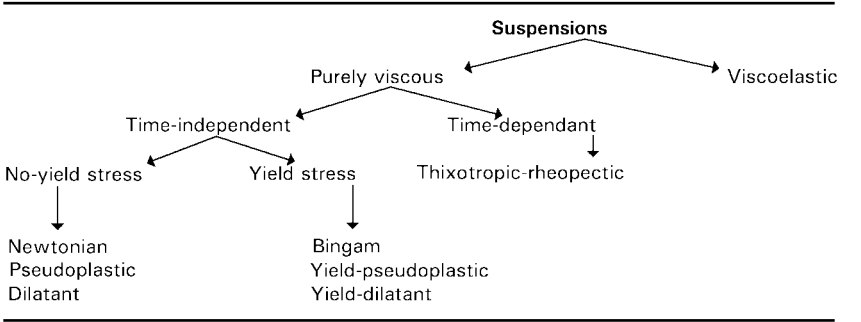 Suspensions
Purely viscous
Viscoelastic
Time-independent
Time-dependant
No-yield stress
Yield stress
Thixotropic-rheopectic
Newtonian
Pseudoplastic
Dilatant
Bingam
Yield-pseudoplastic
Yield-dilatant